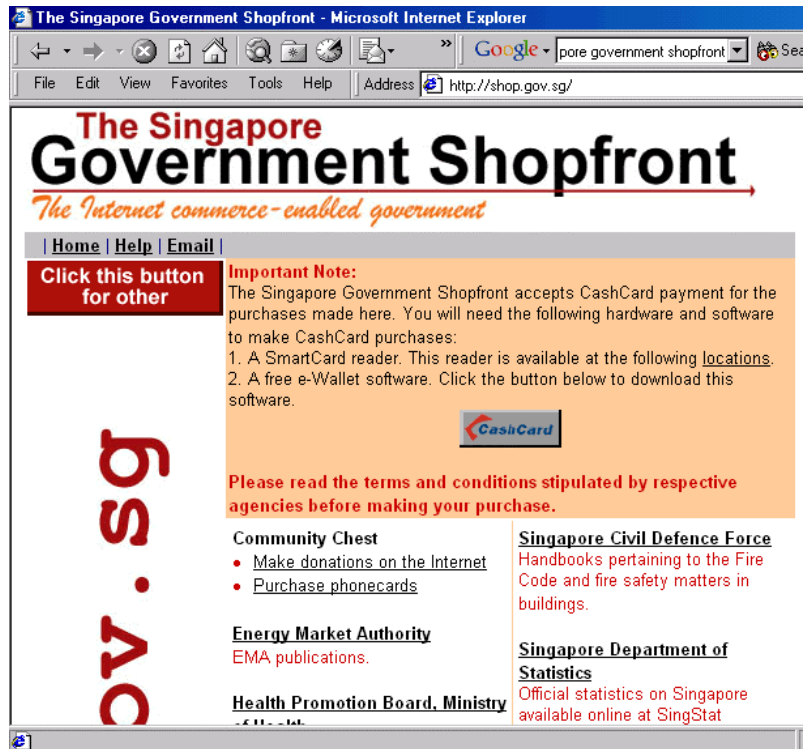 The Singapore Government Shopfront - Microsoft Internet Explorer
» Google pore government shopfront
File Edit View Favorites Tools Help Address http://shop.gov.sg/
The Singapore
Government Shopfront
The Internet commerce-enabled government
| Home | Help | Email |
Click this button
for other
Important Note:
The Singapore Government Shopfront accepts CashCard payment for the
purchases made here. You will need the following hardware and software
to make CashCard purchases:
1. A SmartCard reader. This reader is available at the following locations.
2. A free e-Wallet software. Click the button below to download this
software.
CashCard
Please read the terms and conditions stipulated by respective
agencies before making your purchase.
ov.sg
Community Chest
• Make donations on the Internet
• Purchase phonecards
Energy Market Authority
EMA publications.
Health Promotion Board, Ministry
of Health
Singapore Civil Defence Force
Handbooks pertaining to the Fire
Code and fire safety matters in
buildings.
Singapore Department of
Statistics
Official statistics on Singapore
available online at SingStat